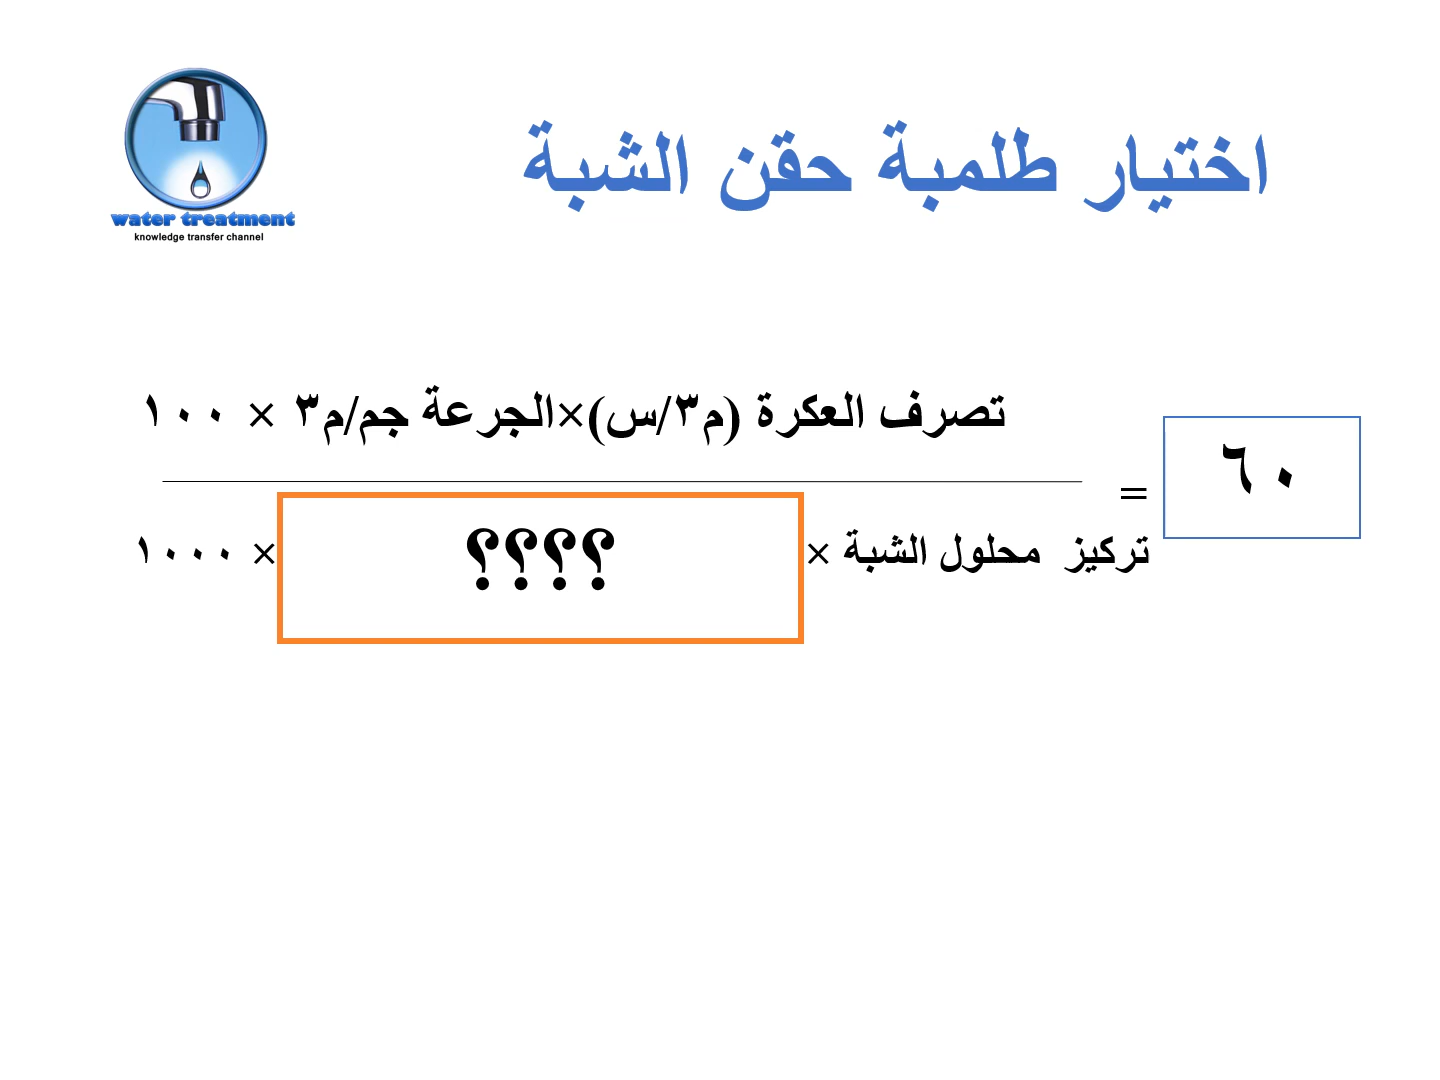 water treatment
knowledge transfer channel
اختيار طلمبة حقن الشبة
تصرف العكرة (م٣/س)×الجرعة جم/م٣ × ١٠٠
٦٠
=
تركيز محلول الشبة ×
؟؟؟؟
× ١٠٠٠